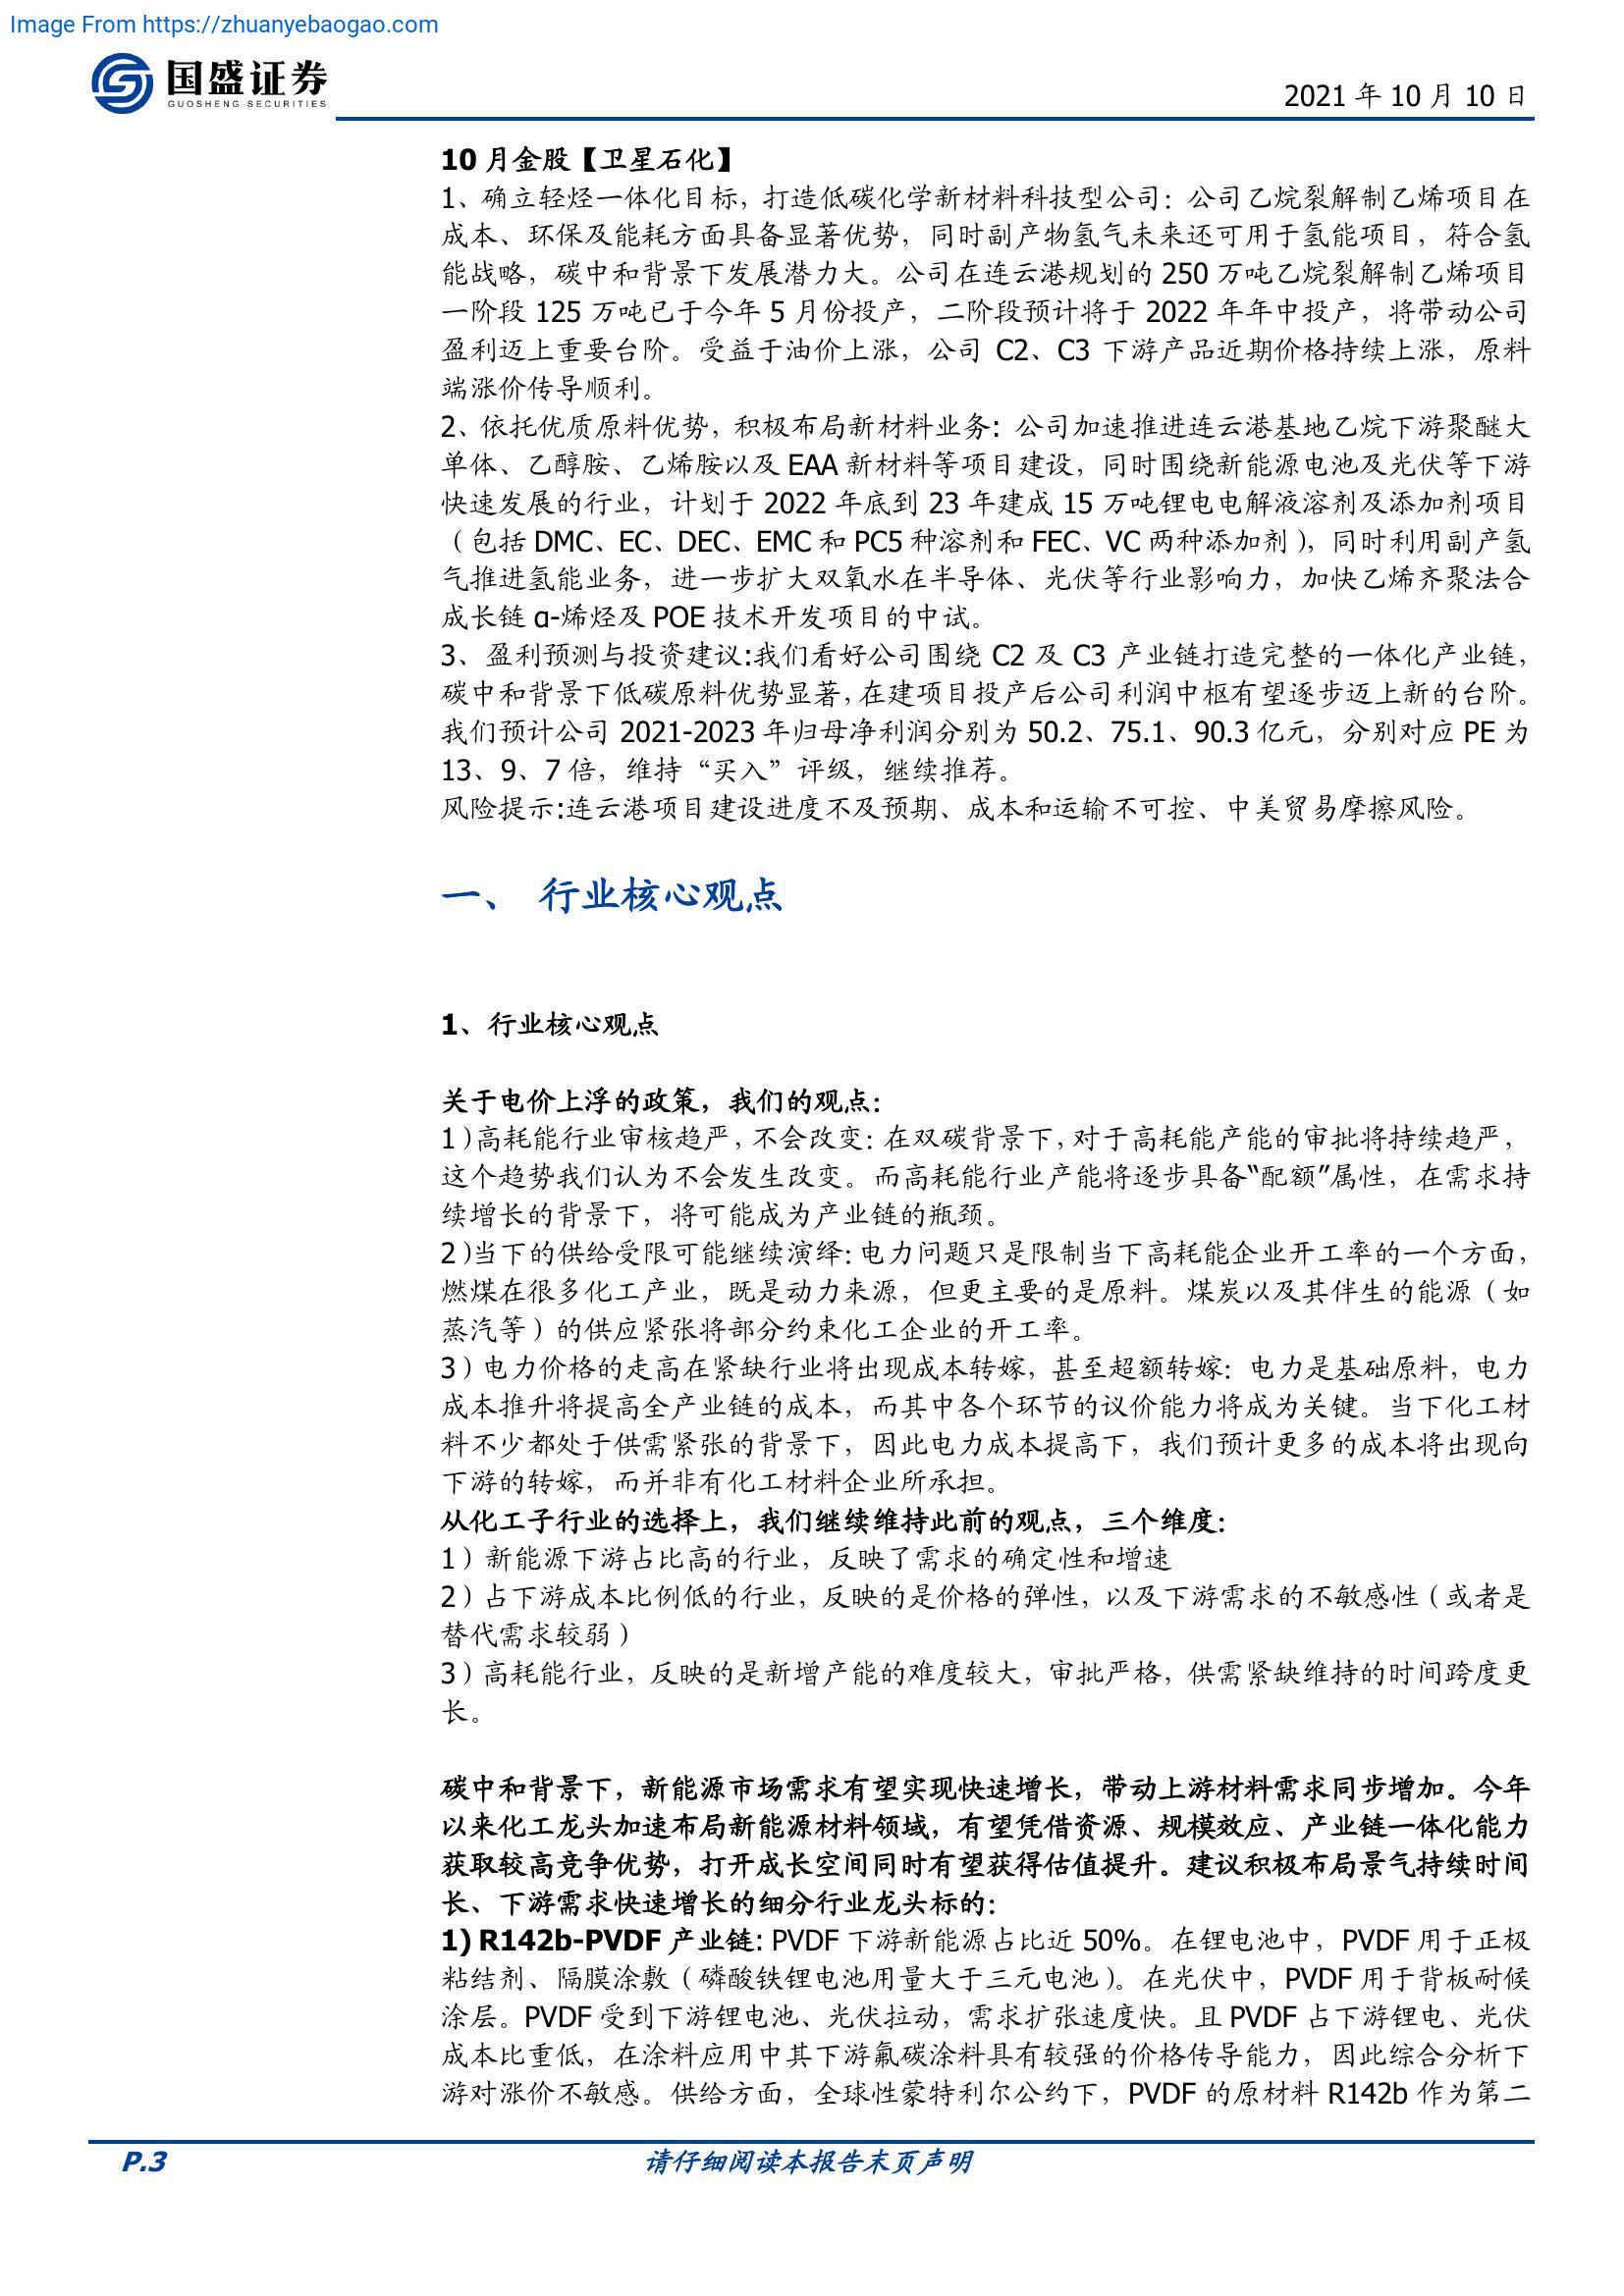 Image From https://zhuanyebaogao.com
国盛证券
GUOSHENG SECURITIES
2021 年 10 月 10 日
10 月金股【卫星石化】
1、确立轻烃一体化目标，打造低碳化学新材料科技型公司：公司乙烷裂解制乙烯项目在
成本、环保及能耗方面具备显著优势，同时副产物氢气未来还可用于氢能项目，符合氢
能战略，碳中和背景下发展潜力大。公司在连云港规划的 250 万吨乙烷裂解制乙烯项目
一阶段 125 万吨已于今年 5 月份投产，二阶段预计将于 2022 年年中投产，将带动公司
盈利迈上重要台阶。受益于油价上涨，公司 C2、C3 下游产品近期价格持续上涨，原料
端涨价传导顺利。
2、依托优质原料优势，积极布局新材料业务：公司加速推进连云港基地乙烷下游聚醚大
单体、乙醇胺、乙烯胺以及 EAA 新材料等项目建设，同时围绕新能源电池及光伏等下游
快速发展的行业，计划于 2022 年底到 23 年建成 15 万吨锂电电解液溶剂及添加剂项目
（包括 DMC、EC、DEC、EMC 和 PC5 种溶剂和 FEC、VC 两种添加剂），同时利用副产氢
气推进氢能业务，进一步扩大双氧水在半导体、光伏等行业影响力，加快乙烯齐聚法合
成长链 α-烯烃及 POE 技术开发项目的中试。
3、盈利预测与投资建议:我们看好公司围绕 C2 及 C3 产业链打造完整的一体化产业链，
碳中和背景下低碳原料优势显著，在建项目投产后公司利润中枢有望逐步迈上新的台阶。
我们预计公司 2021-2023 年归母净利润分别为 50.2、75.1、90.3 亿元，分别对应 PE 为
13、9、7 倍，维持“买入”评级，继续推荐。
风险提示:连云港项目建设进度不及预期、成本和运输不可控、中美贸易摩擦风险。
一、 行业核心观点
1、行业核心观点
关于电价上浮的政策，我们的观点：
1）高耗能行业审核趋严，不会改变：在双碳背景下，对于高耗能产能的审批将持续趋严，
这个趋势我们认为不会发生改变。而高耗能行业产能将逐步具备“配额”属性，在需求持
续增长的背景下，将可能成为产业链的瓶颈。
2）当下的供给受限可能继续演绎：电力问题只是限制当下高耗能企业开工率的一个方面，
燃煤在很多化工产业，既是动力来源，但更主要的是原料。煤炭以及其伴生的能源（如
蒸汽等）的供应紧张将部分约束化工企业的开工率。
3）电力价格的走高在紧缺行业将出现成本转嫁，甚至超额转嫁：电力是基础原料，电力
成本推升将提高全产业链的成本，而其中各个环节的议价能力将成为关键。当下化工材
料不少都处于供需紧张的背景下，因此电力成本提高下，我们预计更多的成本将出现向
下游的转嫁，而并非有化工材料企业所承担。
从化工子行业的选择上，我们继续维持此前的观点，三个维度：
1）新能源下游占比高的行业，反映了需求的确定性和增速
2）占下游成本比例低的行业，反映的是价格的弹性，以及下游需求的不敏感性（或者是
替代需求较弱）
3）高耗能行业，反映的是新增产能的难度较大，审批严格，供需紧缺维持的时间跨度更
长。
碳中和背景下，新能源市场需求有望实现快速增长，带动上游材料需求同步增加。今年
以来化工龙头加速布局新能源材料领域，有望凭借资源、规模效应、产业链一体化能力
获取较高竞争优势，打开成长空间同时有望获得估值提升。建议积极布局景气持续时间
长、下游需求快速增长的细分行业龙头标的：
1) R142b-PVDF 产业链: PVDF 下游新能源占比近 50%。在锂电池中，PVDF 用于正极
粘结剂、隔膜涂敷（磷酸铁锂电池用量大于三元电池）。在光伏中，PVDF 用于背板耐候
涂层。PVDF 受到下游锂电池、光伏拉动，需求扩张速度快。且 PVDF 占下游锂电、光伏
成本比重低，在涂料应用中其下游氟碳涂料具有较强的价格传导能力，因此综合分析下
游对涨价不敏感。供给方面，全球性蒙特利尔公约下，PVDF 的原材料 R142b 作为第二
P.3
请仔细阅读本报告末页声明